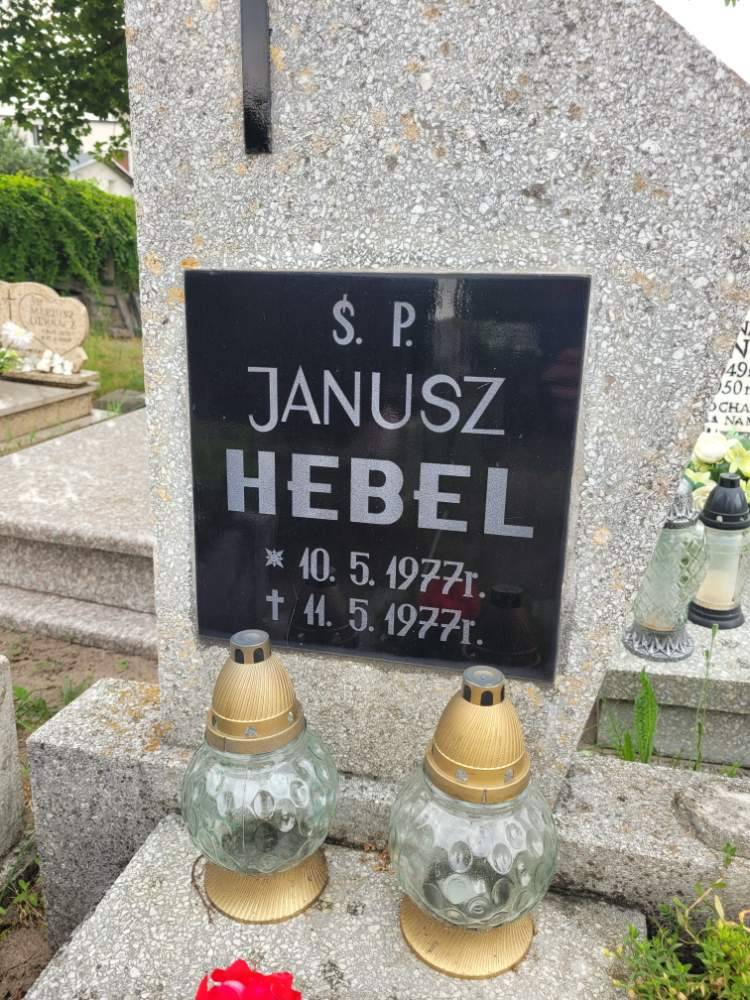 Ś. P.
JANUSZ
HEBEL
* 10. 5. 1977r.
† 11. 5. 1977r.